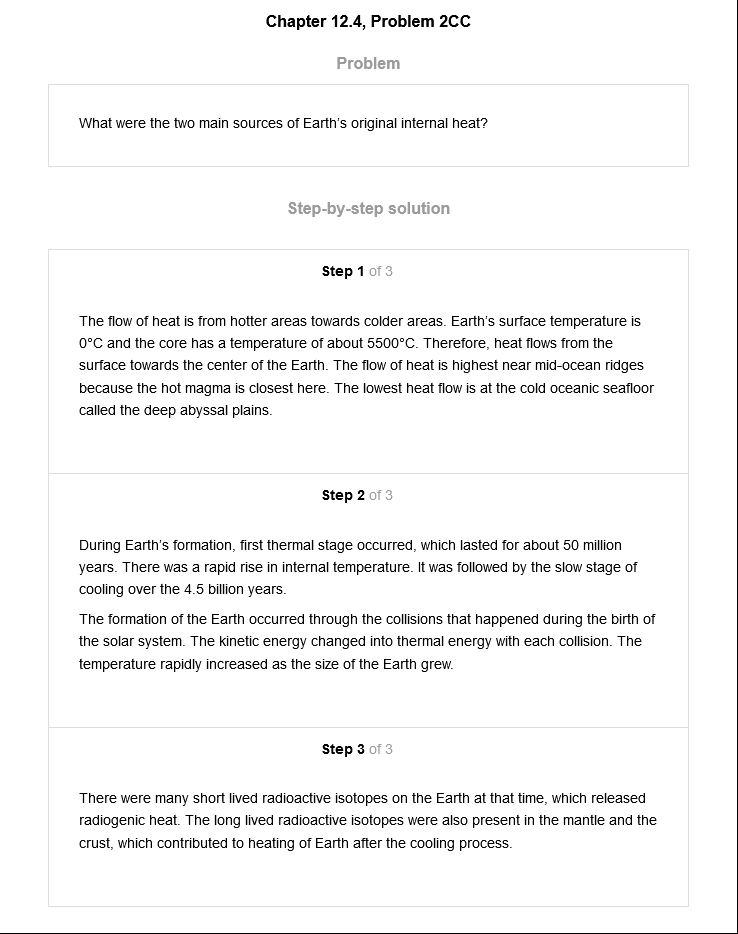 Chapter 12.4, Problem 2CC
Problem
What were the two main sources of Earth's original internal heat?
Step-by-step solution
Step 1 of 3
The flow of heat is from hotter areas towards colder areas. Earth's surface temperature is
0°C and the core has a temperature of about 5500°C. Therefore, heat flows from the
surface towards the center of the Earth. The flow of heat is highest near mid-ocean ridges
because the hot magma is closest here. The lowest heat flow is at the cold oceanic seafloor
called the deep abyssal plains.
Step 2 of 3
During Earth's formation, first thermal stage occurred, which lasted for about 50 million
years. There was a rapid rise in internal temperature. It was followed by the slow stage of
cooling over the 4.5 billion years.
The formation of the Earth occurred through the collisions that happened during the birth of
the solar system. The kinetic energy changed into thermal energy with each collision. The
temperature rapidly increased as the size of the Earth grew.
Step 3 of 3
There were many short lived radioactive isotopes on the Earth at that time, which released
radiogenic heat. The long lived radioactive isotopes were also present in the mantle and the
crust, which contributed to heating of Earth after the cooling process.